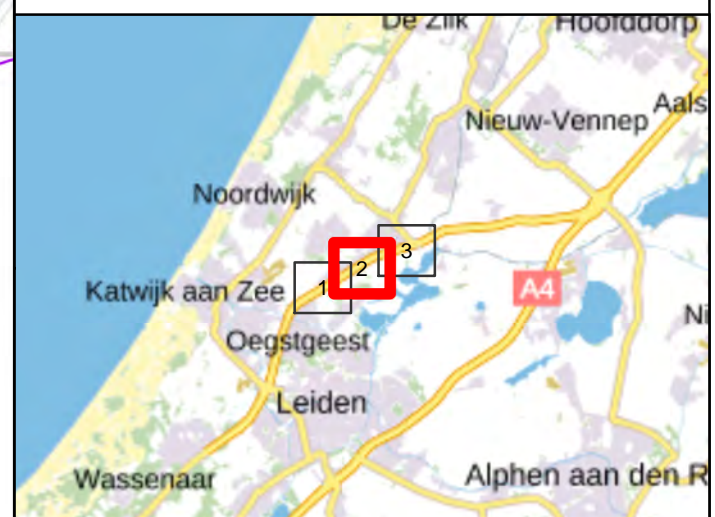 De Zilk
Hoofddorp
Aals
Nieuw-Vennep
Noordwijk
3
2
1
Katwijk aan Zee
A4
Ni
Oegstgeest
Leiden
Wassenaar
Alphen aan den R